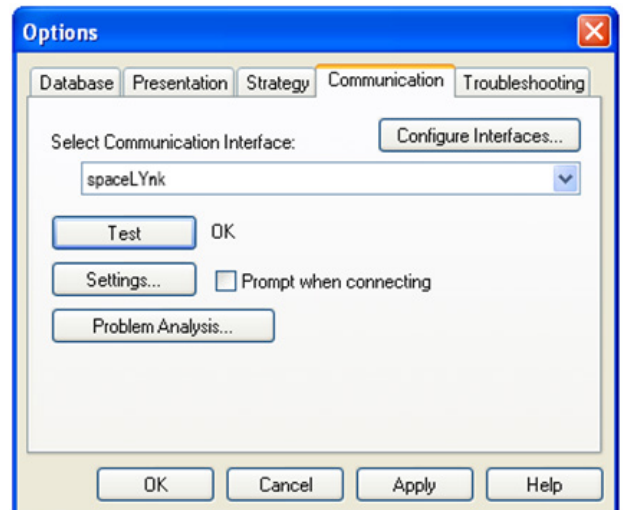 Options
Database Presentation Strategy Communication Troubleshooting
Select Communication Interface: Configure Interfaces...
spaceLYnk
Test OK
Settings... Prompt when connecting
Problem Analysis...
OK Cancel Apply Help